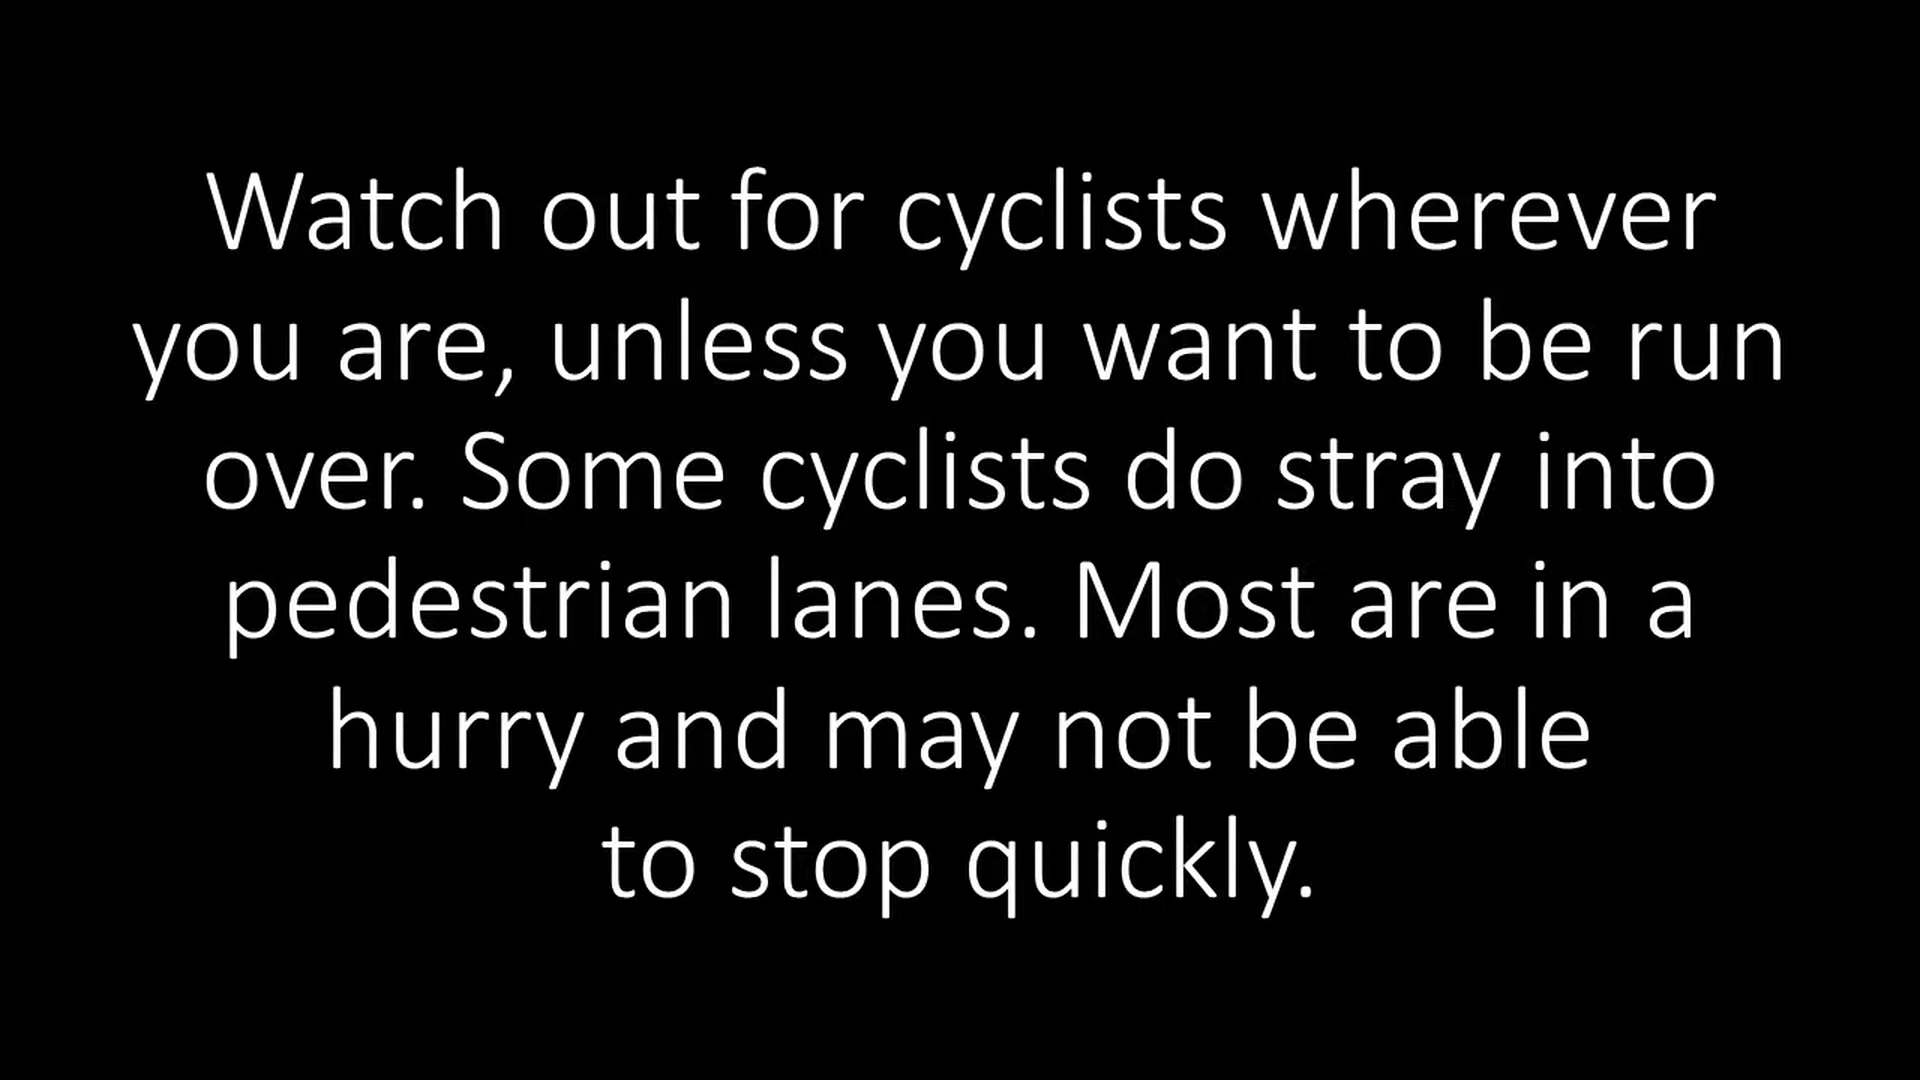 Watch out for cyclists wherever
you are, unless you want to be run
over. Some cyclists do stray into
pedestrian lanes. Most are in a
hurry and may not be able
to stop quickly.